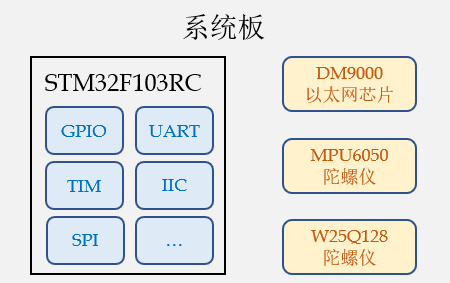 系统板
STM32F103RC
GPIO
UART
TIM
IIC
SPI
…
DM9000
以太网芯片
MPU6050
陀螺仪
W25Q128
陀螺仪